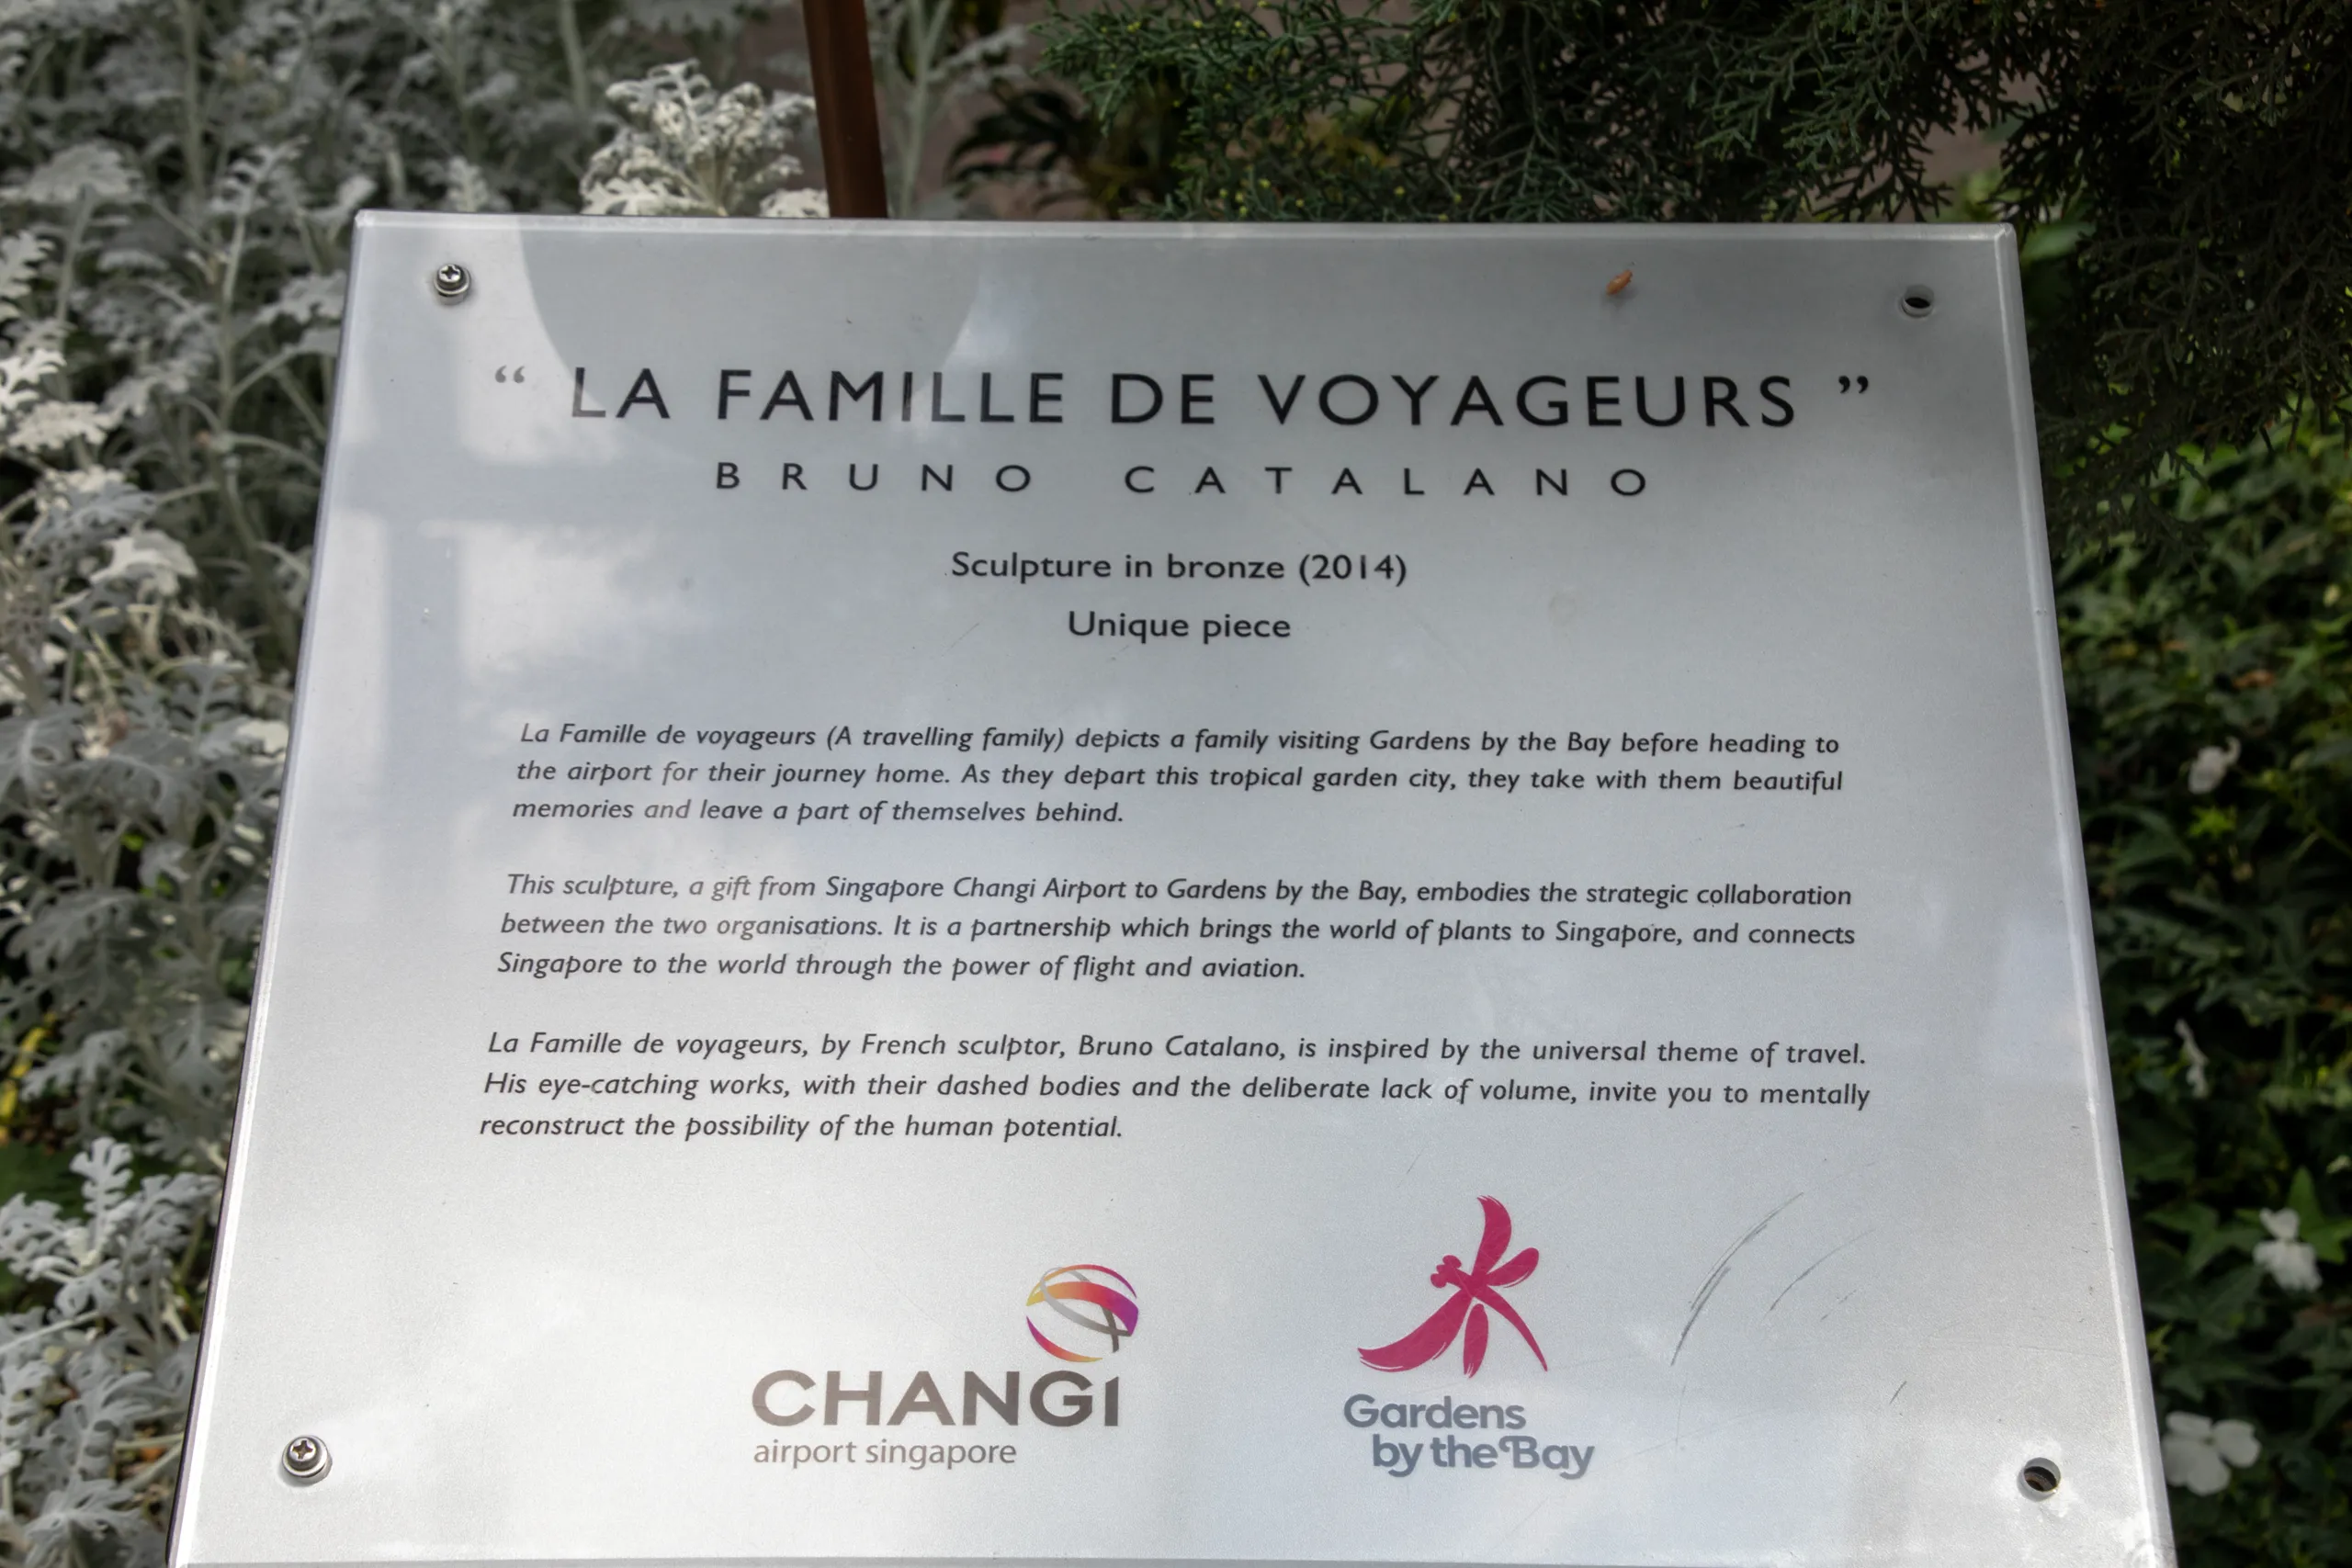 “ LA FAMILLE DE VOYAGEURS ”
BRUNO CATALANO
Sculpture in bronze (2014)
Unique piece
La Famille de voyageurs (A travelling family) depicts a family visiting Gardens by the Bay before heading to
the airport for their journey home. As they depart this tropical garden city, they take with them beautiful
memories and leave a part of themselves behind.
This sculpture, a gift from Singapore Changi Airport to Gardens by the Bay, embodies the strategic collaboration
between the two organisations. It is a partnership which brings the world of plants to Singapore, and connects
Singapore to the world through the power of flight and aviation.
La Famille de voyageurs, by French sculptor, Bruno Catalano, is inspired by the universal theme of travel.
His eye-catching works, with their dashed bodies and the deliberate lack of volume, invite you to mentally
reconstruct the possibility of the human potential.
CHANGI
airport singapore
Gardens
by the Bay